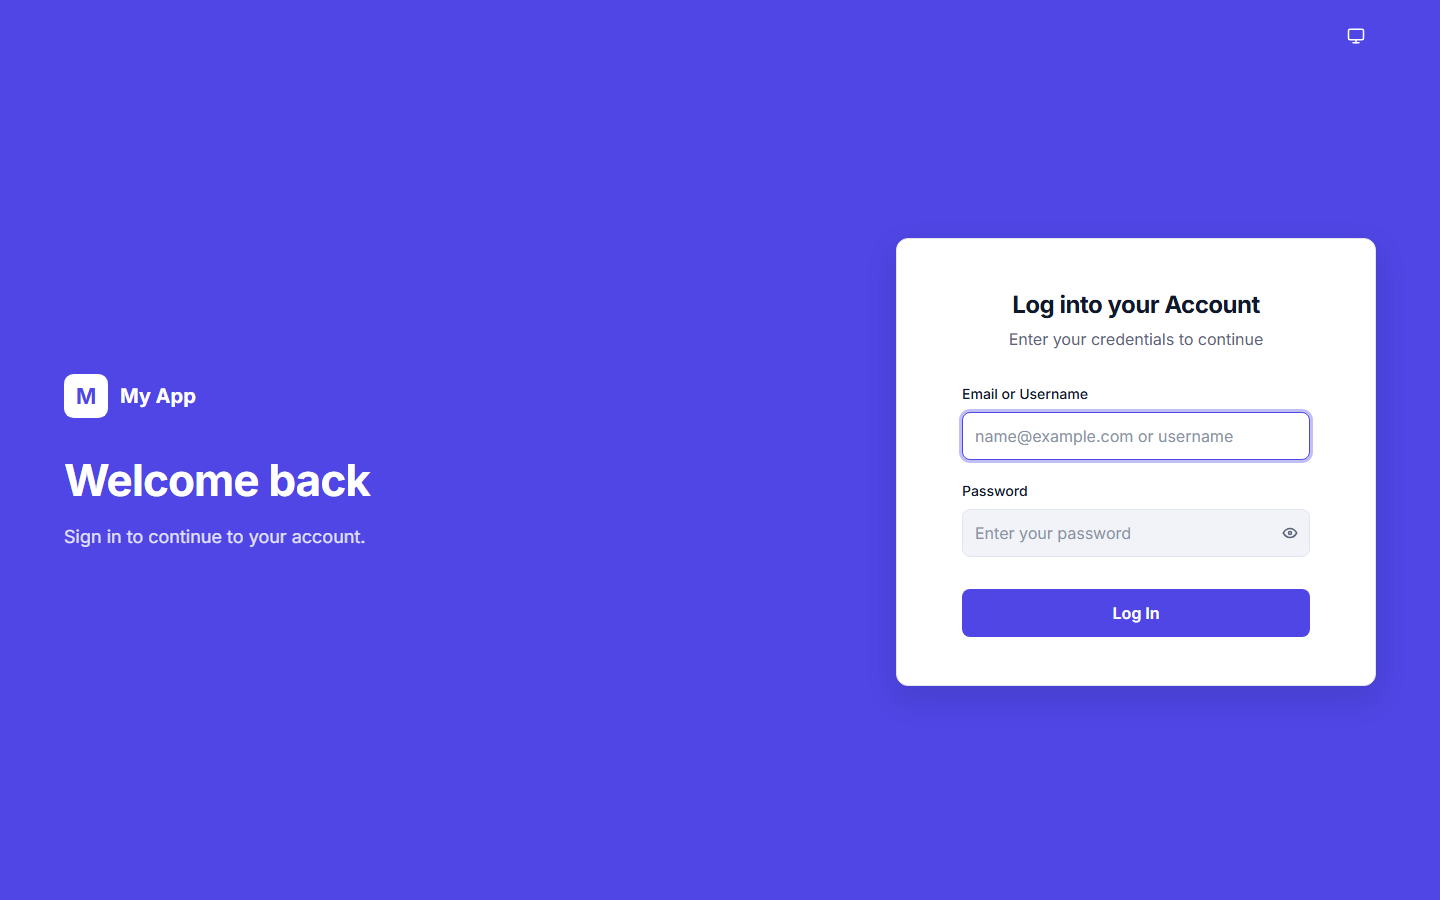 M My App
Welcome back
Sign in to continue to your account.
Log into your Account
Enter your credentials to continue
Email or Username
name@example.com or username
Password
Enter your password
Log In